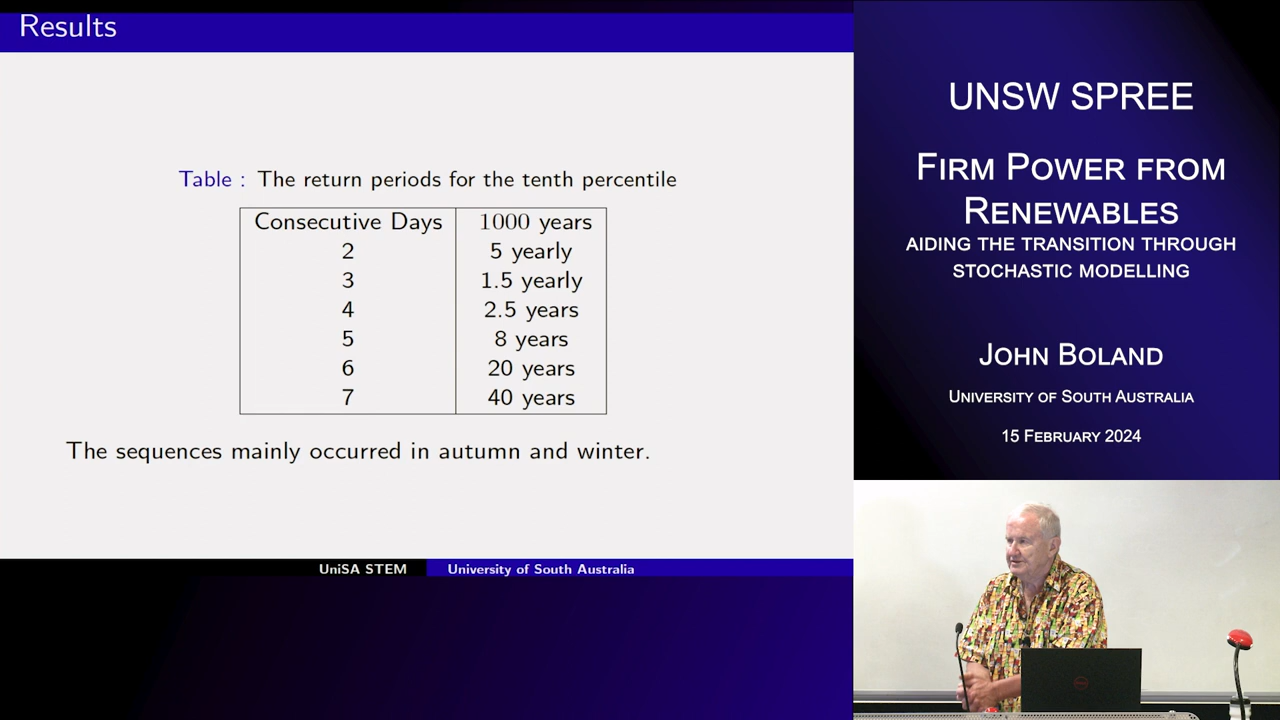 Results
Table : The return periods for the tenth percentile
Consecutive Days 1000 years
2 5 yearly
3 1.5 yearly
4 2.5 years
5 8 years
6 20 years
7 40 years
The sequences mainly occurred in autumn and winter.
UniSA STEM University of South Australia
UNSW SPREE
FIRM POWER FROM
RENEWABLES
AIDING THE TRANSITION THROUGH
STOCHASTIC MODELLING
JOHN BOLAND
UNIVERSITY OF SOUTH AUSTRALIA
15 FEBRUARY 2024